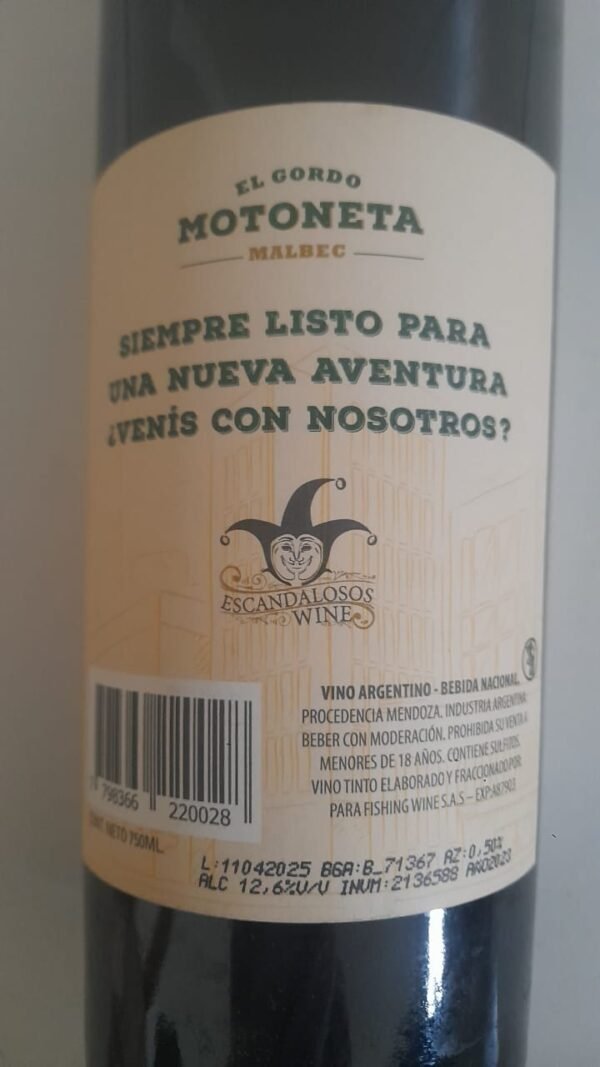 EL GORDO
MOTONETA
MALBEC
SIEMPRE LISTO PARA
UNA NUEVA AVENTURA
¿VENÍS CON NOSOTROS?
ESCANDALOSOS
WINE
VINO ARGENTINO - BEBIDA NACIONAL.
PROCEDENCIA MENDOZA. INDUSTRIA ARGENTINA
BEBER CON MODERACIÓN. PROHIBIDA SU VENTA A
MENORES DE 18 AÑOS. CONTIENE SULFITOS.
VINO TINTO ELABORADO Y FRACCIONADO POR
PARA FISHING WINE S.A.S – EXP:A87903
798366 220028
CONT. NETO 750ML.
L:11042025 BGA:B_71367 AZ:0,50%
ALC 12,6%V/V INVM:2136588 AÑO2023